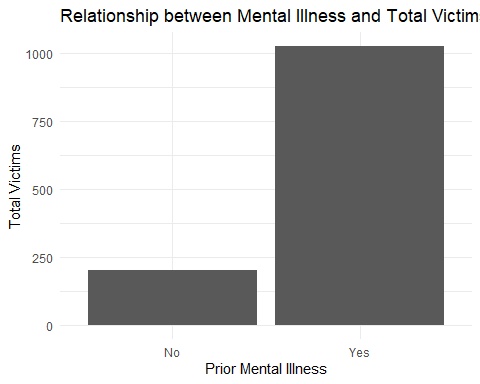 Relationship between Mental Illness and Total Victims
1000
750
500
250
0
Total Victims
No
Yes
Prior Mental Illness